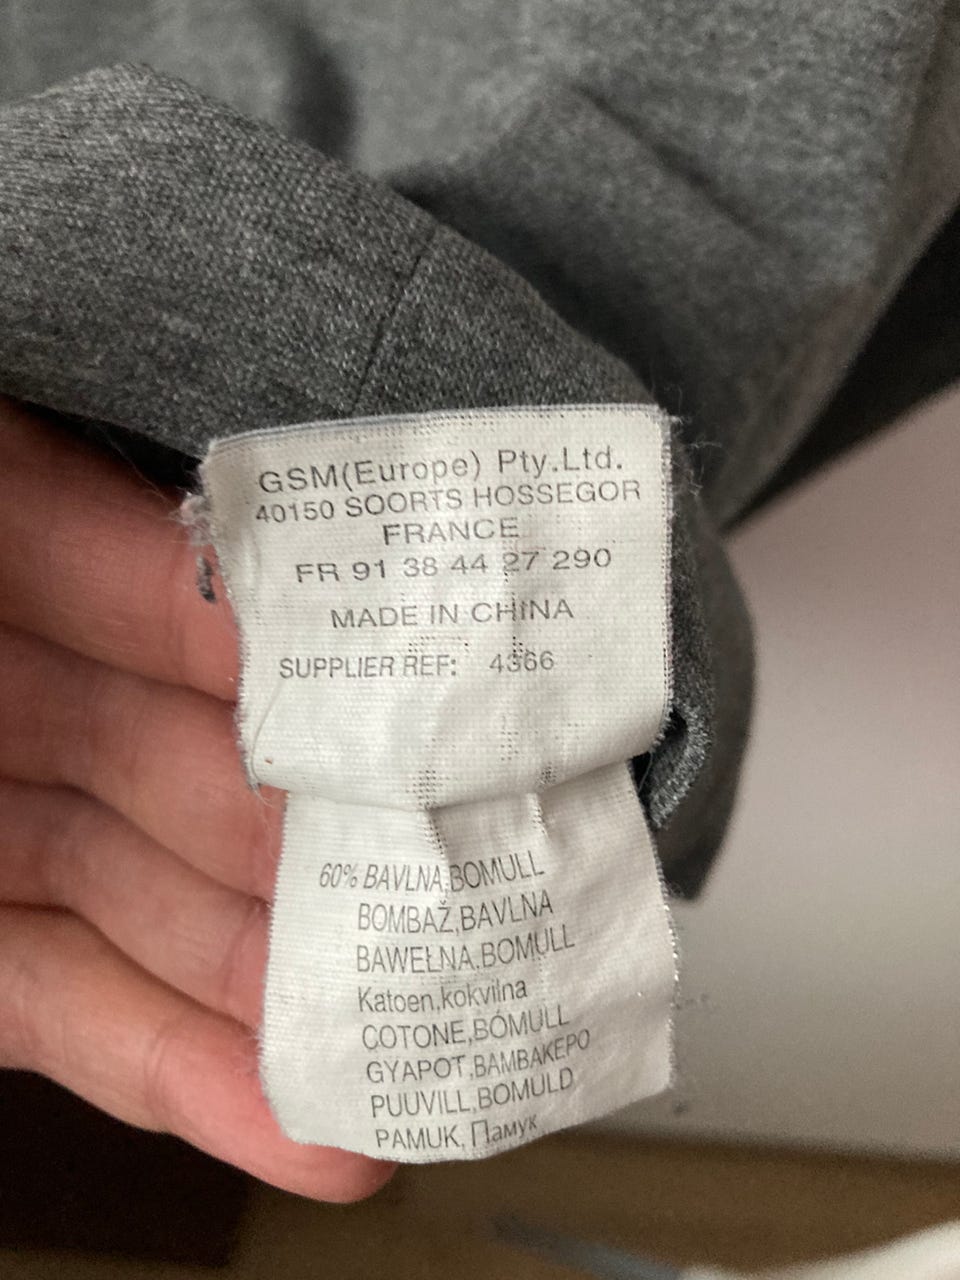 GSM(Europe) Pty.Ltd.
40150 SOORTS HOSSEGOR
FRANCE
FR 91 38 44 27 290
MADE IN CHINA
SUPPLIER REF: 4366
60% BAVLNA,BOMULL
BOMBAŽ,BAVLNA
BAWEŁNA,BOMULL
Katoen,kokvilna
COTONE,BÓMULL
GYAPOT,BAMBAKEPO
PUUVILL,BOMULD
PAMUK, Памук